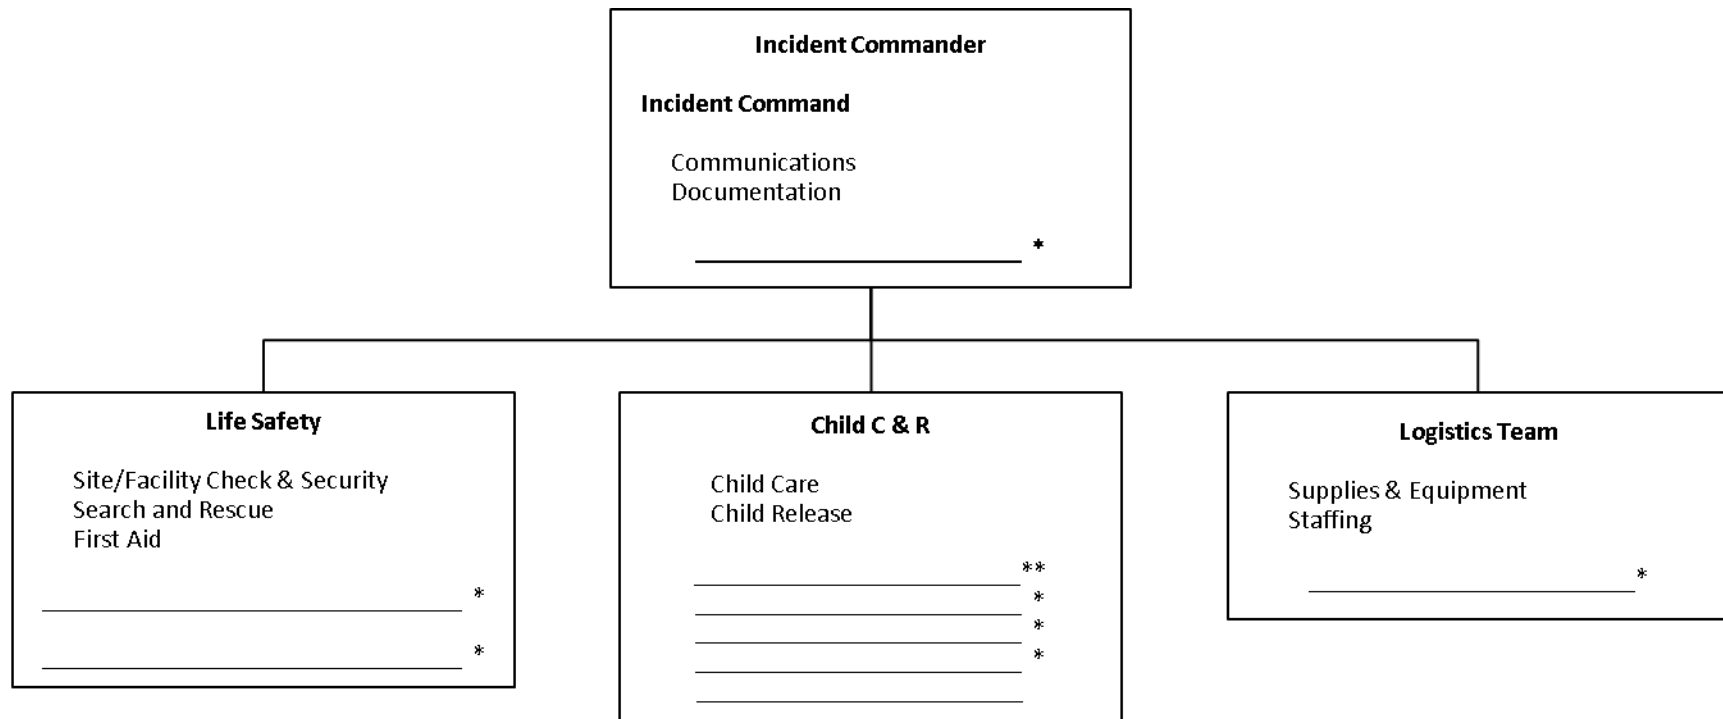 Incident Commander
Incident Command
Communications
Documentation
*
Life Safety
Site/Facility Check & Security
Search and Rescue
First Aid
*
*
Child C & R
Child Care
Child Release
**
*
*
*
Logistics Team
Supplies & Equipment
Staffing
*